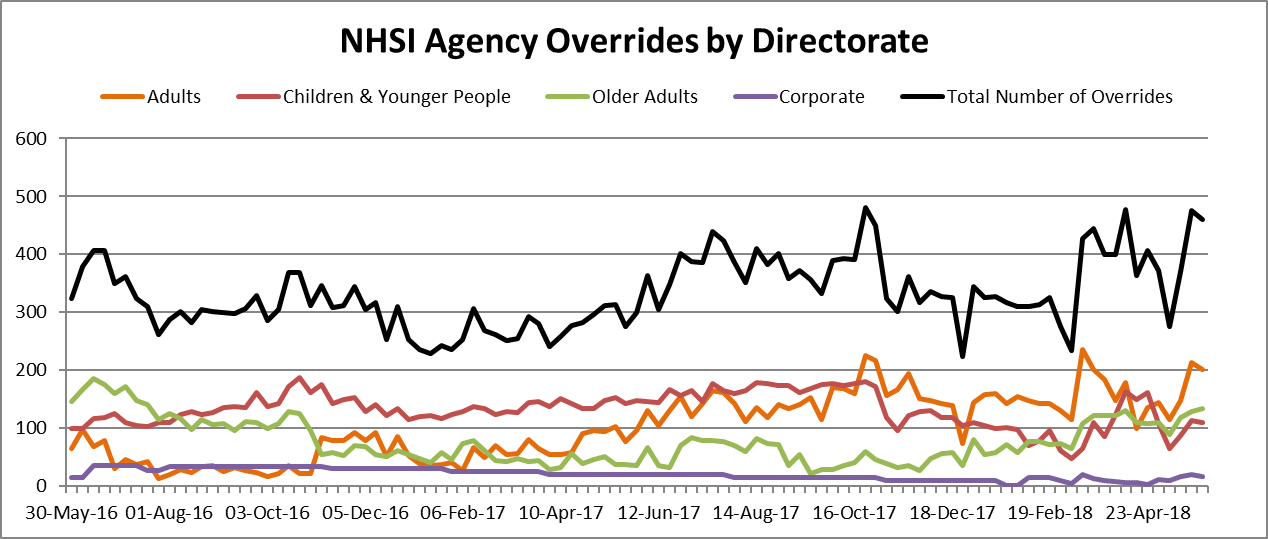 NHSI Agency Overrides by Directorate
Adults Children & Younger People Older Adults Corporate Total Number of Overrides
600
500
400
300
200
100
0
30-May-16 01-Aug-16 03-Oct-16 05-Dec-16 06-Feb-17 10-Apr-17 12-Jun-17 14-Aug-17 16-Oct-17 18-Dec-17 19-Feb-18 23-Apr-18